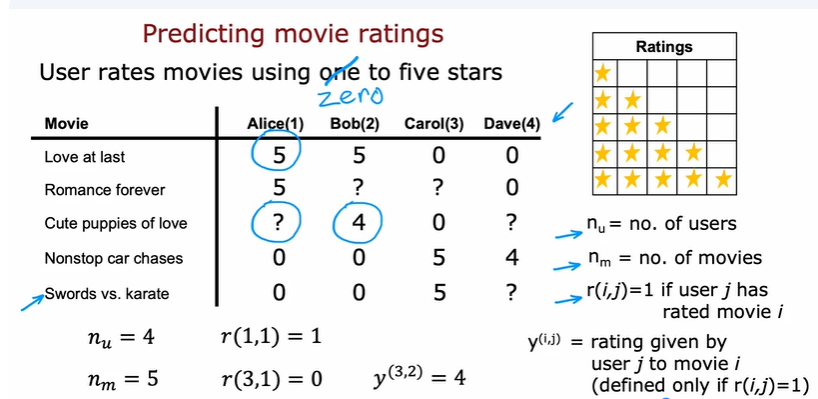 Predicting movie ratings
User rates movies using one to five stars
zero
Ratings
Movie Alice(1) Bob(2) Carol(3) Dave(4)
Love at last 5 5 0 0
Romance forever 5 ? ? 0
Cute puppies of love ? 4 0 ?
Nonstop car chases 0 0 5 4
Swords vs. karate 0 0 5 ?
nᵤ = no. of users
nₘ = no. of movies
r(i,j)=1 if user j has
rated movie i
y⁽ⁱ,ʲ⁾ = rating given by
user j to movie i
(defined only if r(i,j)=1)
nᵤ = 4 r(1,1) = 1
nₘ = 5 r(3,1) = 0 y⁽³,²⁾ = 4